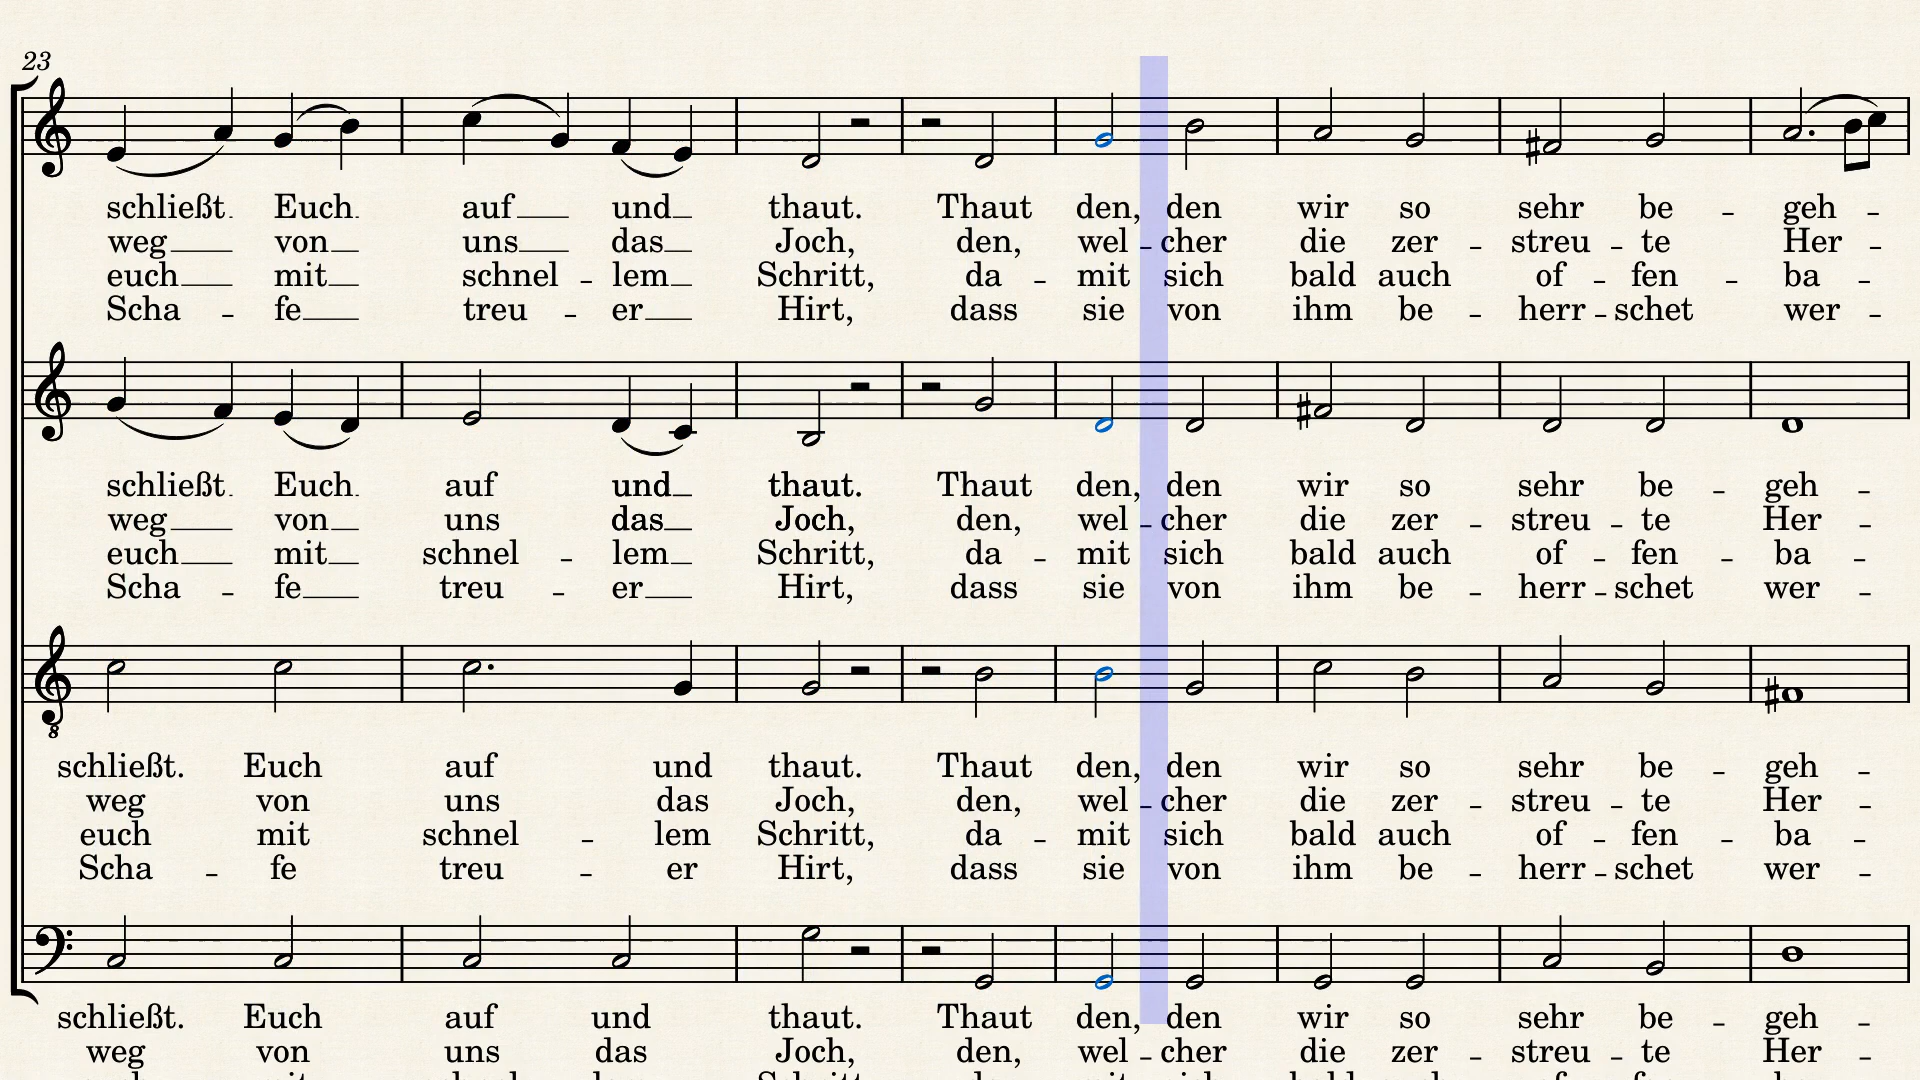 23
schließt. Euch. auf und thaut. Thaut den, den wir so sehr be - geh -
weg von uns das Joch, den, wel - cher die zer - streu - te Her -
euch mit schnel - lem Schritt, da - mit sich bald auch of - fen - ba -
Scha - fe treu - er Hirt, dass sie von ihm be - herr - schet wer -
schließt. Euch. auf und thaut. Thaut den, den wir so sehr be - geh -
weg von uns das Joch, den, wel - cher die zer - streu - te Her -
euch mit schnel - lem Schritt, da - mit sich bald auch of - fen - ba -
Scha - fe treu - er Hirt, dass sie von ihm be - herr - schet wer -
8
schließt. Euch auf und thaut. Thaut den, den wir so sehr be - geh -
weg von uns das Joch, den, wel - cher die zer - streu - te Her -
euch mit schnel - lem Schritt, da - mit sich bald auch of - fen - ba -
Scha - fe treu - er Hirt, dass sie von ihm be - herr - schet wer -
schließt. Euch auf und thaut. Thaut den, den wir so sehr be - geh -
weg von uns das Joch, den, wel - cher die zer - streu - te Her -